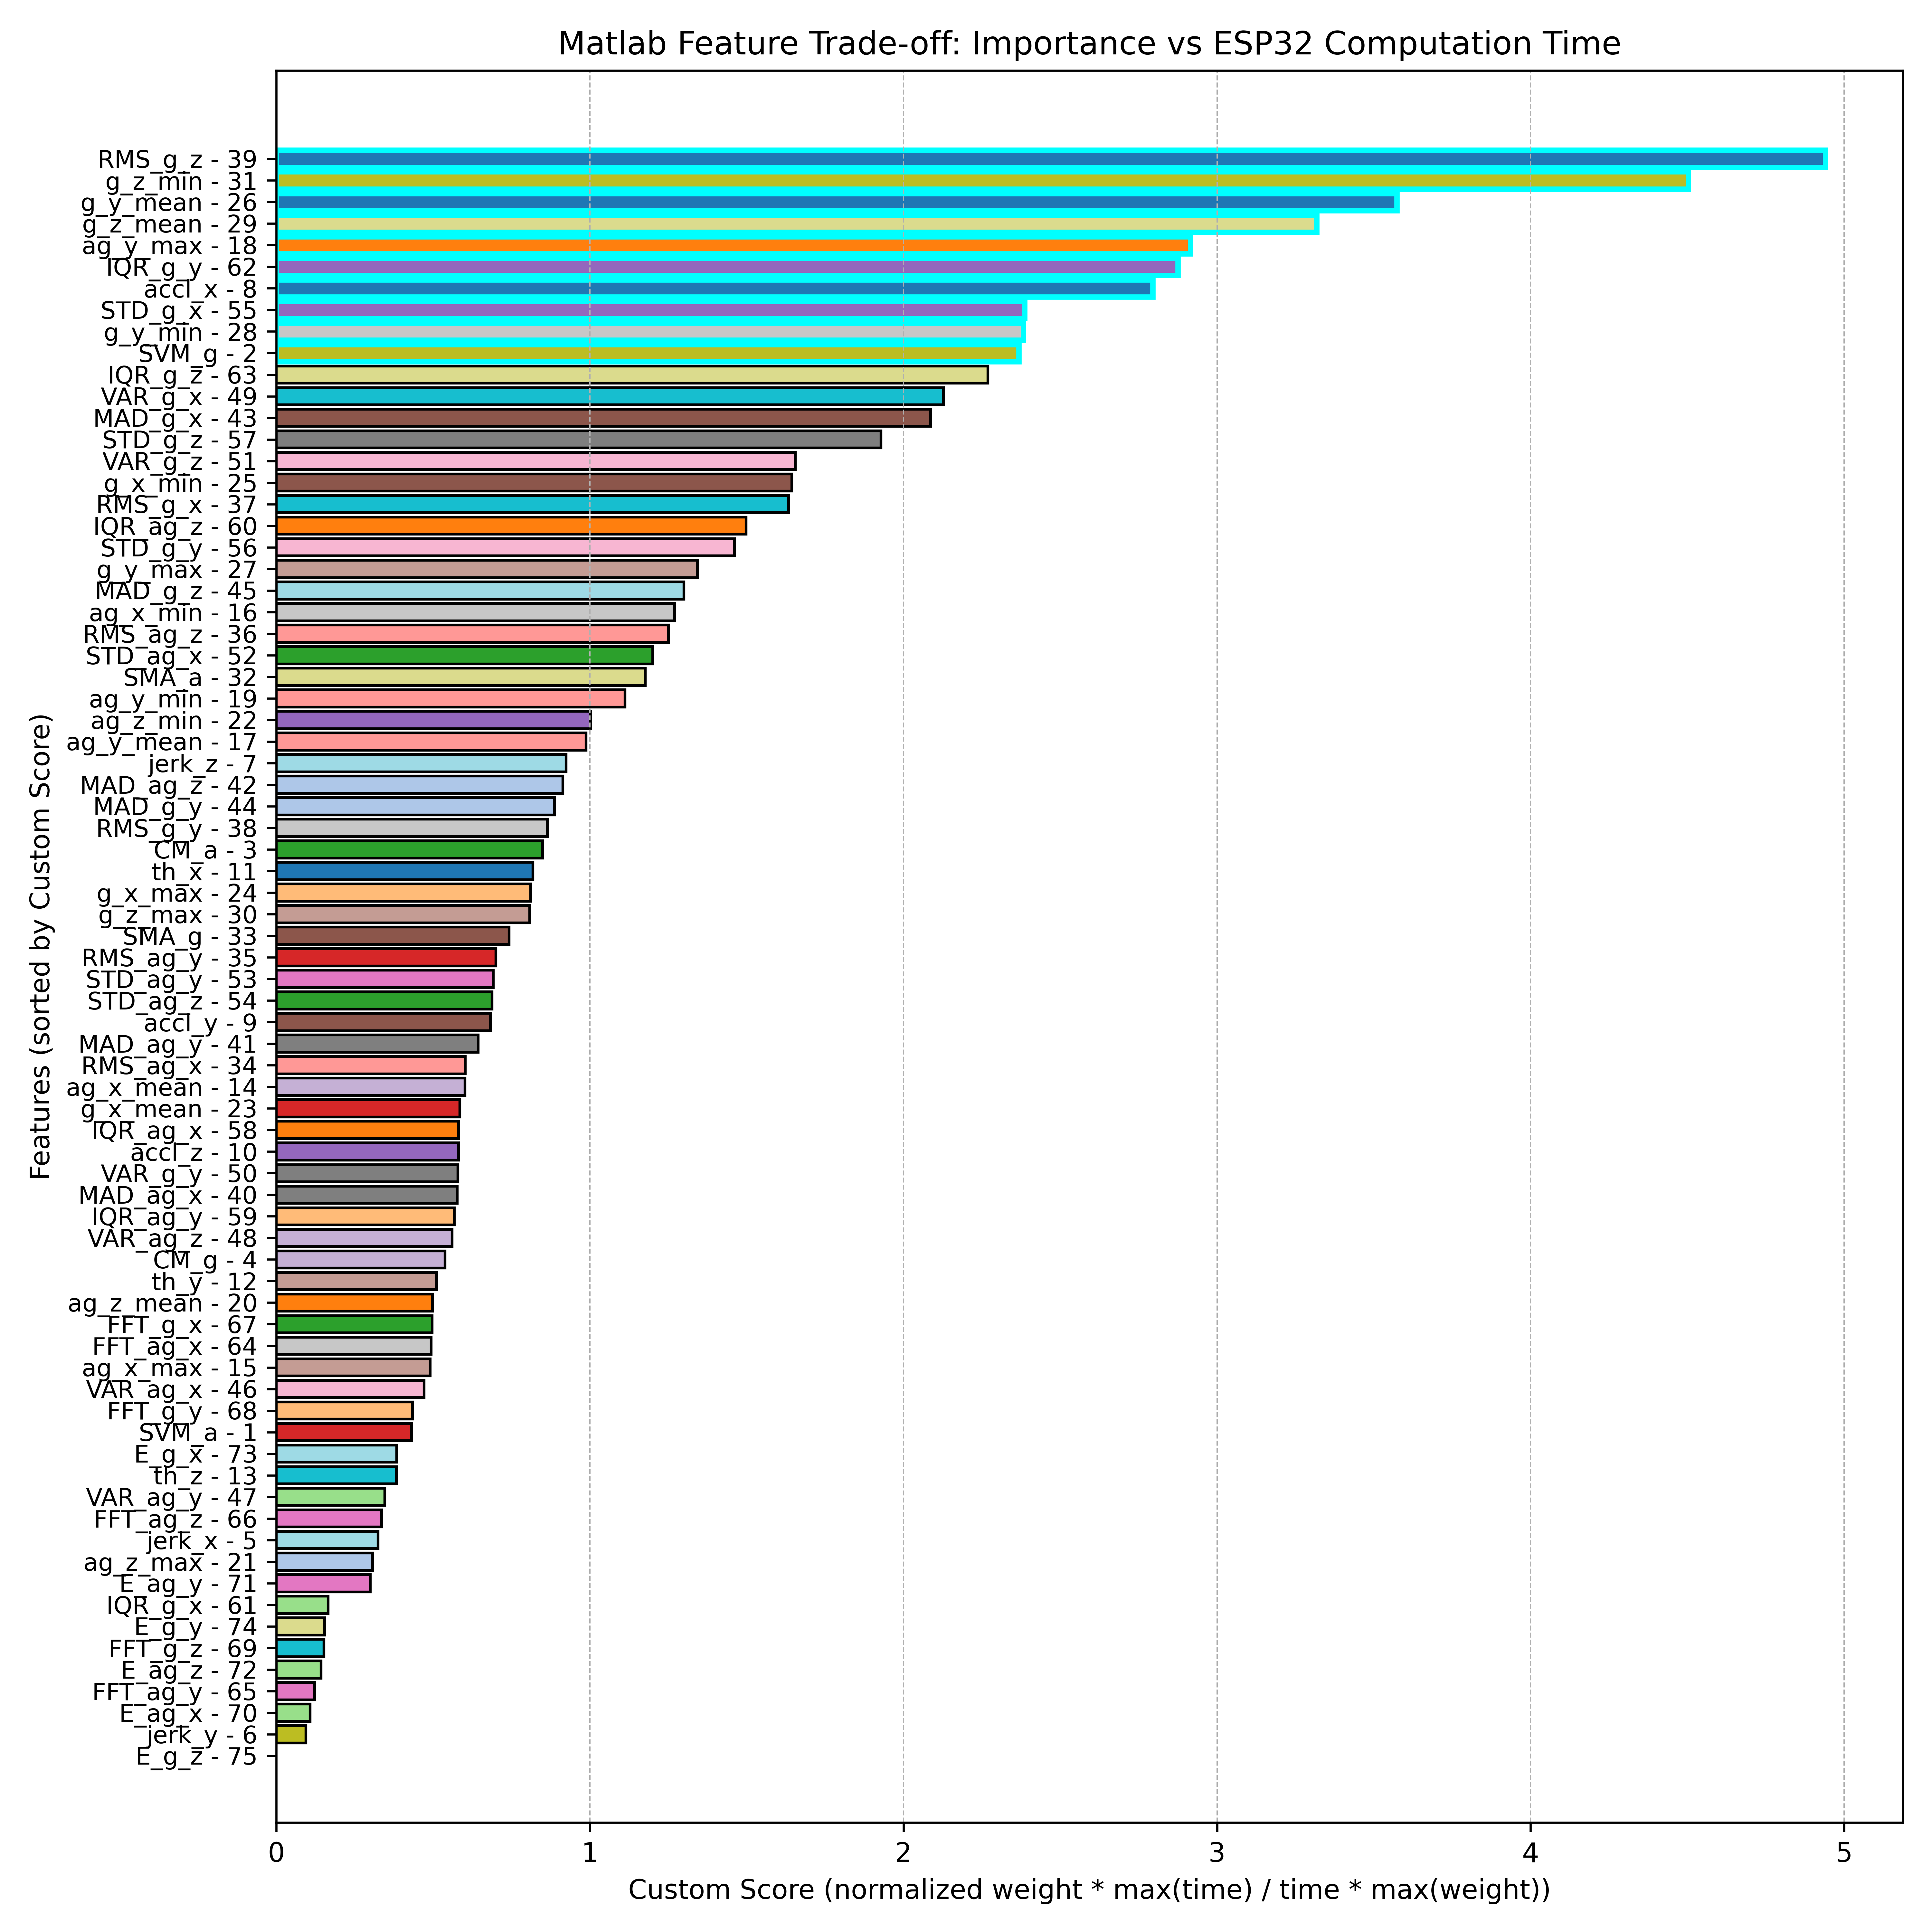 Matlab Feature Trade-off: Importance vs ESP32 Computation Time
Features (sorted by Custom Score)
RMS_g_z - 39
g_z_min - 31
g_y_mean - 26
g_z_mean - 29
ag_y_max - 18
IQR_g_y - 62
accl_x - 8
STD_g_x - 55
g_y_min - 28
SVM_g - 2
IQR_g_z - 63
VAR_g_x - 49
MAD_g_x - 43
STD_g_z - 57
VAR_g_z - 51
g_x_min - 25
RMS_g_x - 37
IQR_ag_z - 60
STD_g_y - 56
g_y_max - 27
MAD_g_z - 45
ag_x_min - 16
RMS_ag_z - 36
STD_ag_x - 52
SMA_a - 32
ag_y_min - 19
ag_z_min - 22
ag_y_mean - 17
jerk_z - 7
MAD_ag_z - 42
MAD_g_y - 44
RMS_g_y - 38
CM_a - 3
th_x - 11
g_x_max - 24
g_z_max - 30
SMA_g - 33
RMS_ag_y - 35
STD_ag_y - 53
STD_ag_z - 54
accl_y - 9
MAD_ag_y - 41
RMS_ag_x - 34
ag_x_mean - 14
g_x_mean - 23
IQR_ag_x - 58
accl_z - 10
VAR_g_y - 50
MAD_ag_x - 40
IQR_ag_y - 59
VAR_ag_z - 48
CM_g - 4
th_y - 12
ag_z_mean - 20
FFT_g_x - 67
FFT_ag_x - 64
ag_x_max - 15
VAR_ag_x - 46
FFT_g_y - 68
SVM_a - 1
E_g_x - 73
th_z - 13
VAR_ag_y - 47
FFT_ag_z - 66
jerk_x - 5
ag_z_max - 21
E_ag_y - 71
IQR_g_x - 61
E_g_y - 74
FFT_g_z - 69
E_ag_z - 72
FFT_ag_y - 65
E_ag_x - 70
jerk_y - 6
E_g_z - 75
0 1 2 3 4 5
Custom Score (normalized weight * max(time) / time * max(weight))